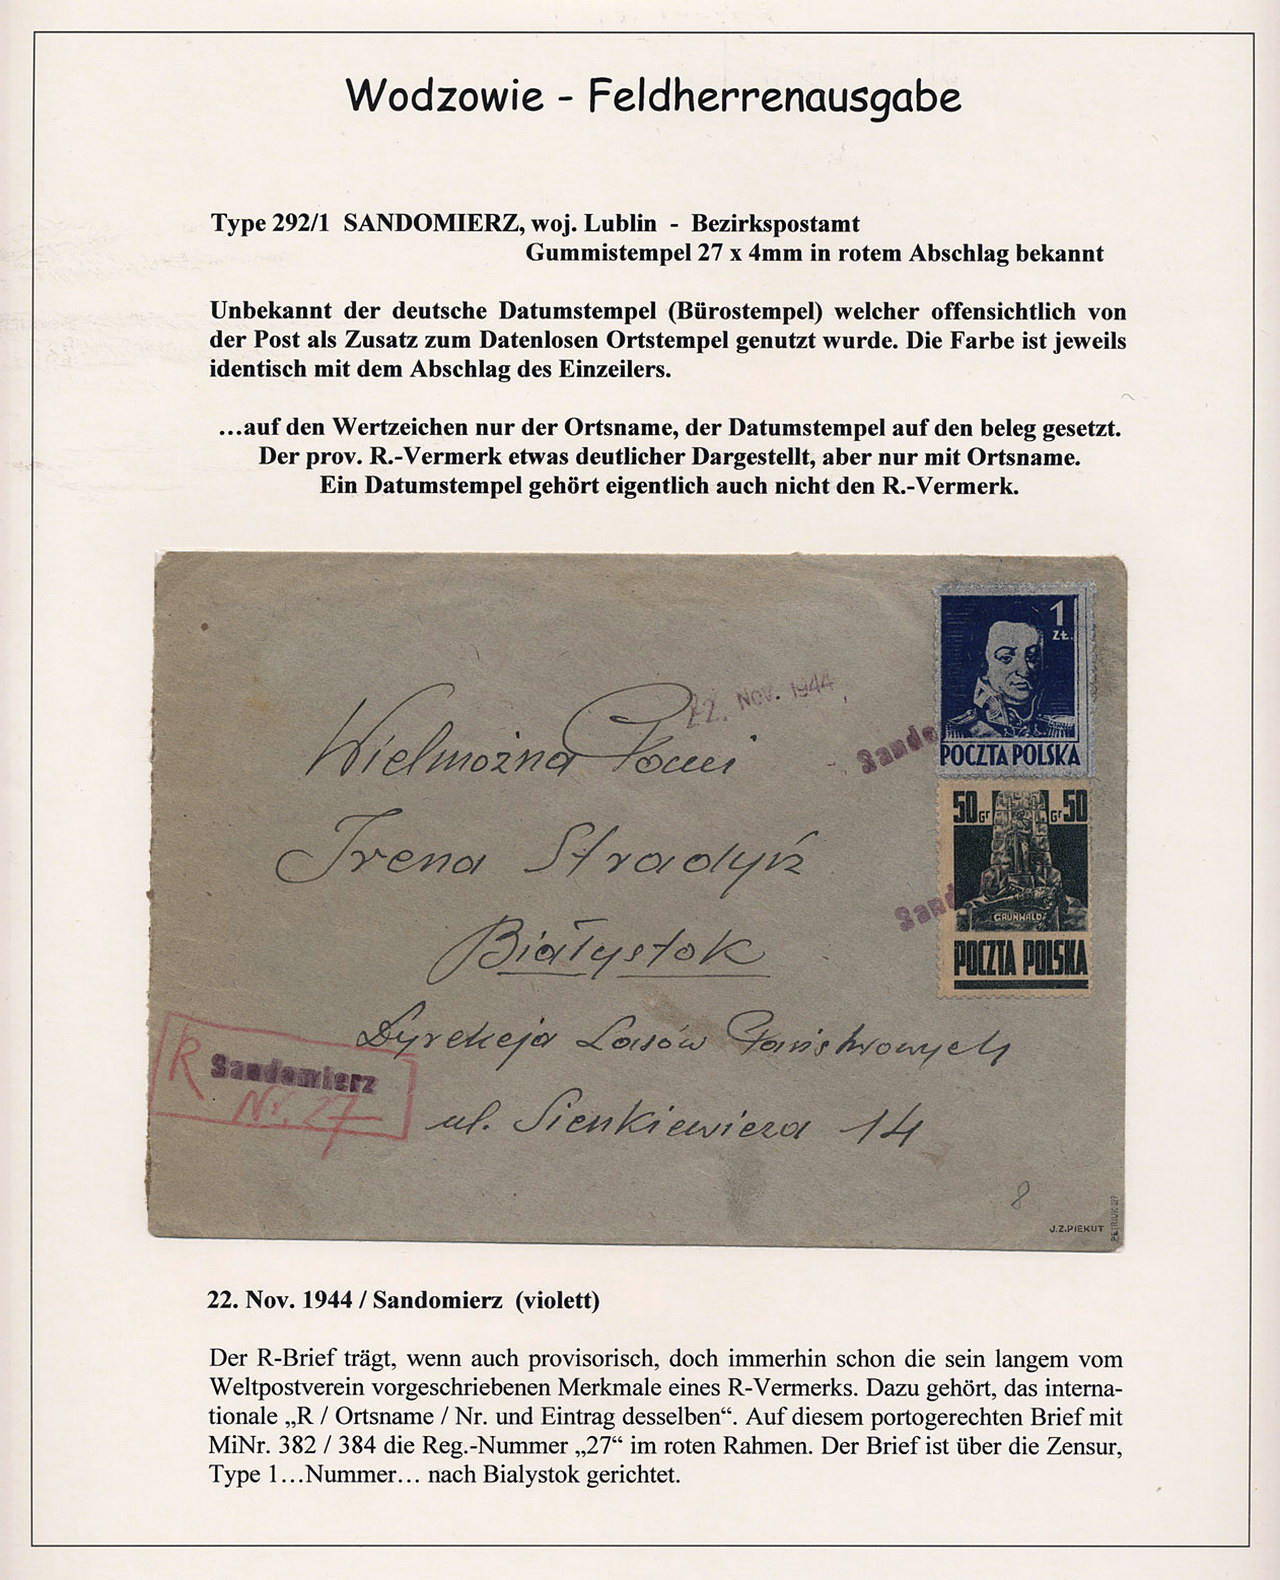 Wodzowie - Feldherrenausgabe
Type 292/1 SANDOMIERZ, woj. Lublin - Bezirkspostamt
Gummistempel 27 x 4mm in rotem Abschlag bekannt
Unbekannt der deutsche Datumstempel (Bürostempel) welcher offensichtlich von
der Post als Zusatz zum Datenlosen Ortstempel genutzt wurde. Die Farbe ist jeweils
identisch mit dem Abschlag des Einzeilers.
…auf den Wertzeichen nur der Ortsname, der Datumstempel auf den beleg gesetzt.
Der prov. R.-Vermerk etwas deutlicher Dargestellt, aber nur mit Ortsname.
Ein Datumstempel gehört eigentlich auch nicht den R.-Vermerk.
1
ZŁ.
22. NOV. 1944
Sando
POCZTA POLSKA
Wielmożna Pani
50 Gr Gr 50
Irena Stradyń
Sand
GRUNWALD
Białystok
POCZTA POLSKA
Dyrekcja Lasów Państwowych
R Sandomierz
Nr. 27
ul. Sienkiewicza 14
8
J.Z.PIEKUT
22. Nov. 1944 / Sandomierz (violett)
Der R-Brief trägt, wenn auch provisorisch, doch immerhin schon die sein langem vom
Weltpostverein vorgeschriebenen Merkmale eines R-Vermerks. Dazu gehört, das interna-
tionale „R / Ortsname / Nr. und Eintrag desselben“. Auf diesem portogerechten Brief mit
MiNr. 382 / 384 die Reg.-Nummer „27“ im roten Rahmen. Der Brief ist über die Zensur,
Type 1…Nummer… nach Bialystok gerichtet.